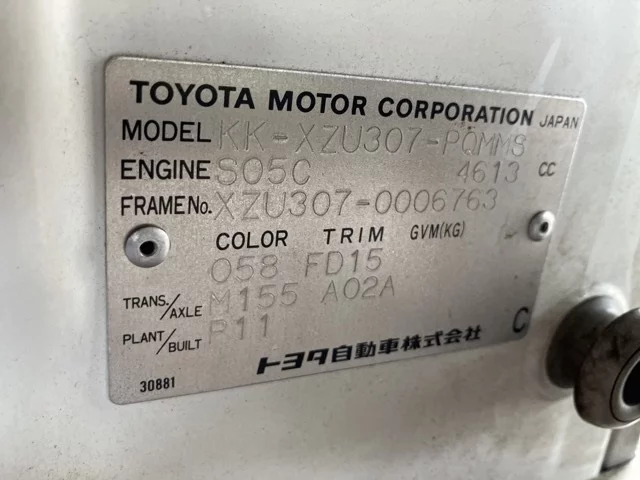 TOYOTA MOTOR CORPORATION JAPAN
MODEL KK-XZU307-PQMMS
ENGINE S05C 4613 CC
FRAME No. XZU307-0006763
COLOR TRIM GVM(KG)
058 FD15
TRANS./AXLE M155 A02A
PLANT/BUILT P11
トヨタ自動車株式会社 C
30881